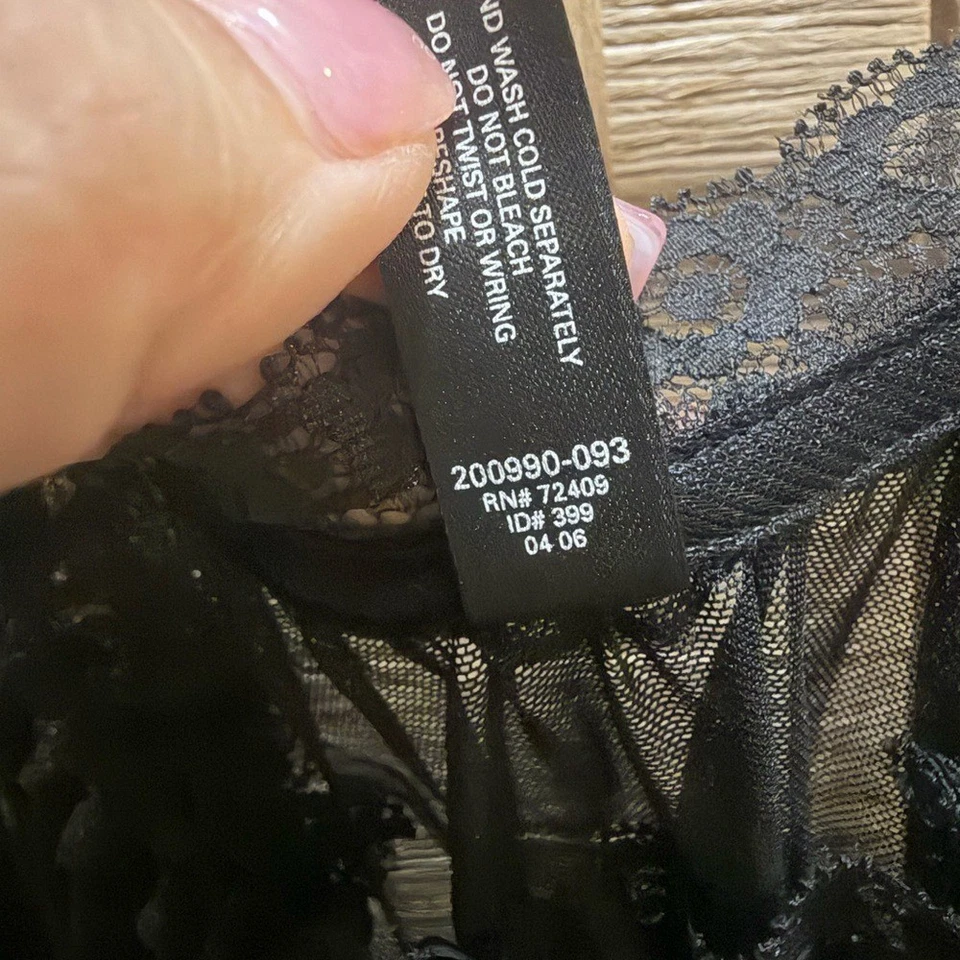 ND WASH COLD SEPARATELY
DO NOT BLEACH
DO NOT TWIST OR WRING
RESHAPE
TO DRY
200990-093
RN# 72409
ID# 399
04 06